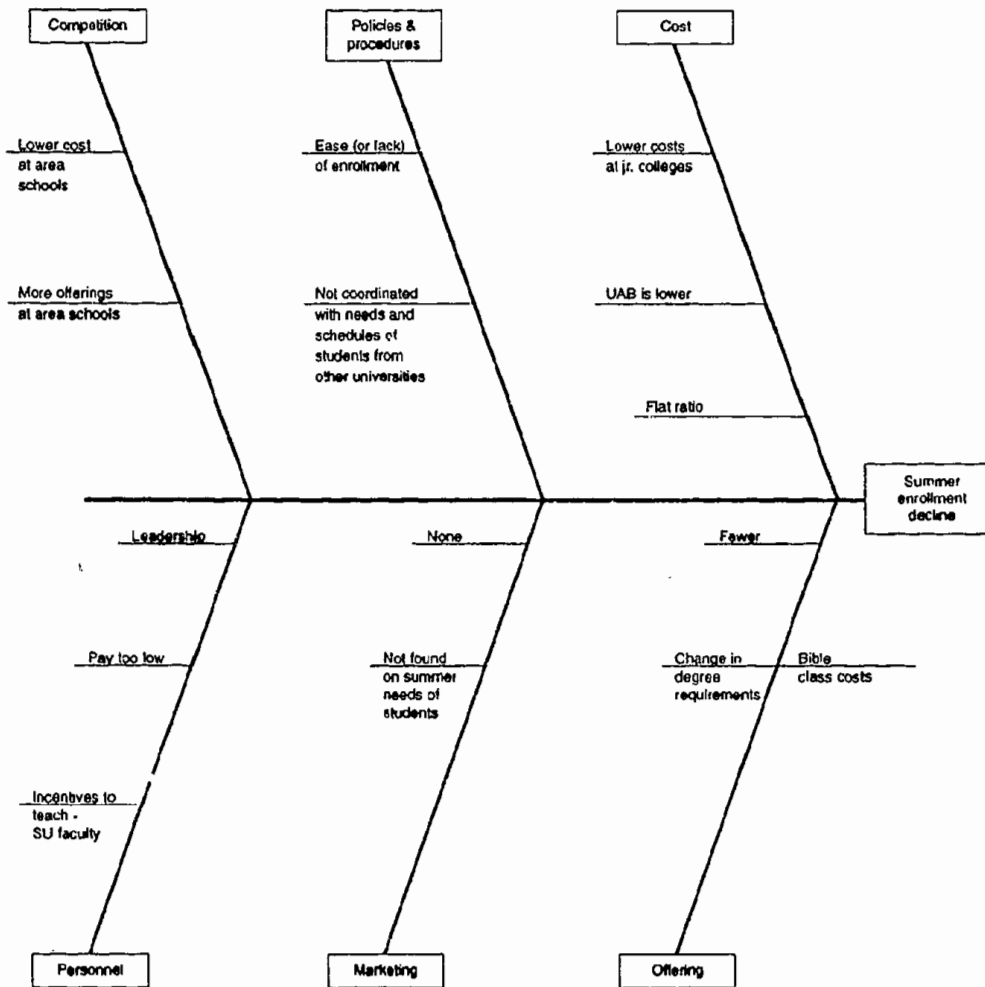 Competition
Policies &
procedures
Cost
Lower cost
at area
schools
Ease (or lack)
of enrollment
Lower costs
at jr. colleges
More offerings
at area schools
Not coordinated
with needs and
schedules of
students from
other universities
UAB is lower
Flat ratio
Summer
enrollment
decline
Leadership
None
Fewer
Pay too low
Not found
on summer
needs of
students
Change in
degree
requirements
Bible
class costs
Incentives to
teach -
SU faculty
Personnel
Marketing
Offering